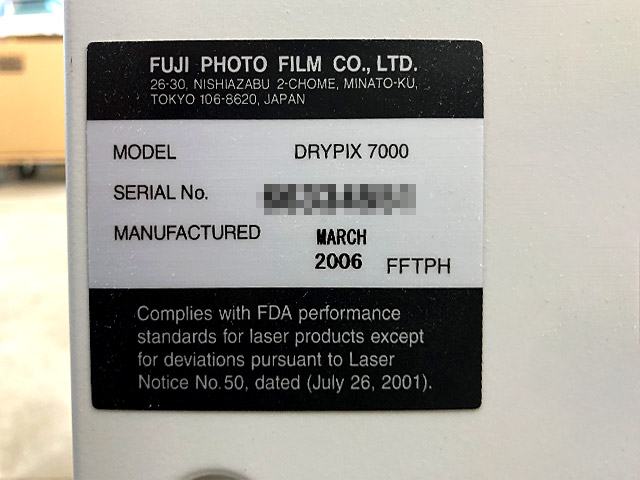 FUJI PHOTO FILM CO., LTD.
26-30, NISHIAZABU 2-CHOME, MINATO-KU,
TOKYO 106-8620, JAPAN
MODEL DRYPIX 7000
SERIAL No.
MANUFACTURED MARCH
2006 FFTPH
Complies with FDA performance
standards for laser products except
for deviations pursuant to Laser
Notice No.50, dated (July 26, 2001).